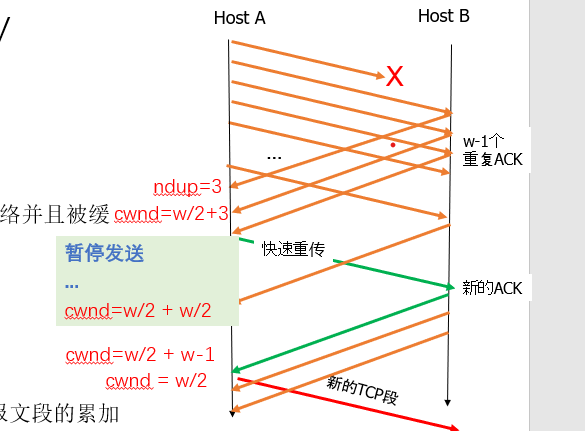 Host A
Host B
X
w-1个
重复ACK
...
ndup=3
络并且被缓
cwnd=w/2+3
快速重传
暂停发送
...
cwnd=w/2 + w/2
新的ACK
cwnd=w/2 + w-1
cwnd = w/2
新的TCP段
报文段的累加